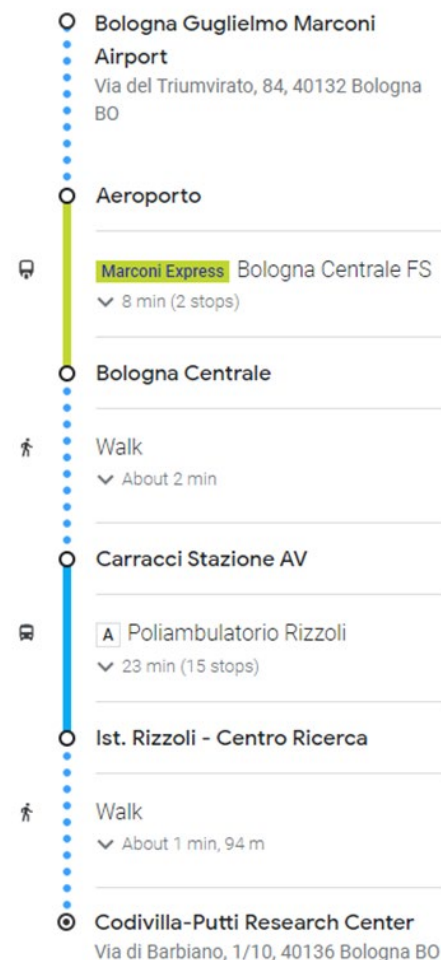 Bologna Guglielmo Marconi
Airport
Via del Triumvirato, 84, 40132 Bologna
BO
Aeroporto
Marconi Express Bologna Centrale FS
8 min (2 stops)
Bologna Centrale
Walk
About 2 min
Carracci Stazione AV
A Poliambulatorio Rizzoli
23 min (15 stops)
Ist. Rizzoli - Centro Ricerca
Walk
About 1 min, 94 m
Codivilla-Putti Research Center
Via di Barbiano, 1/10, 40136 Bologna BO